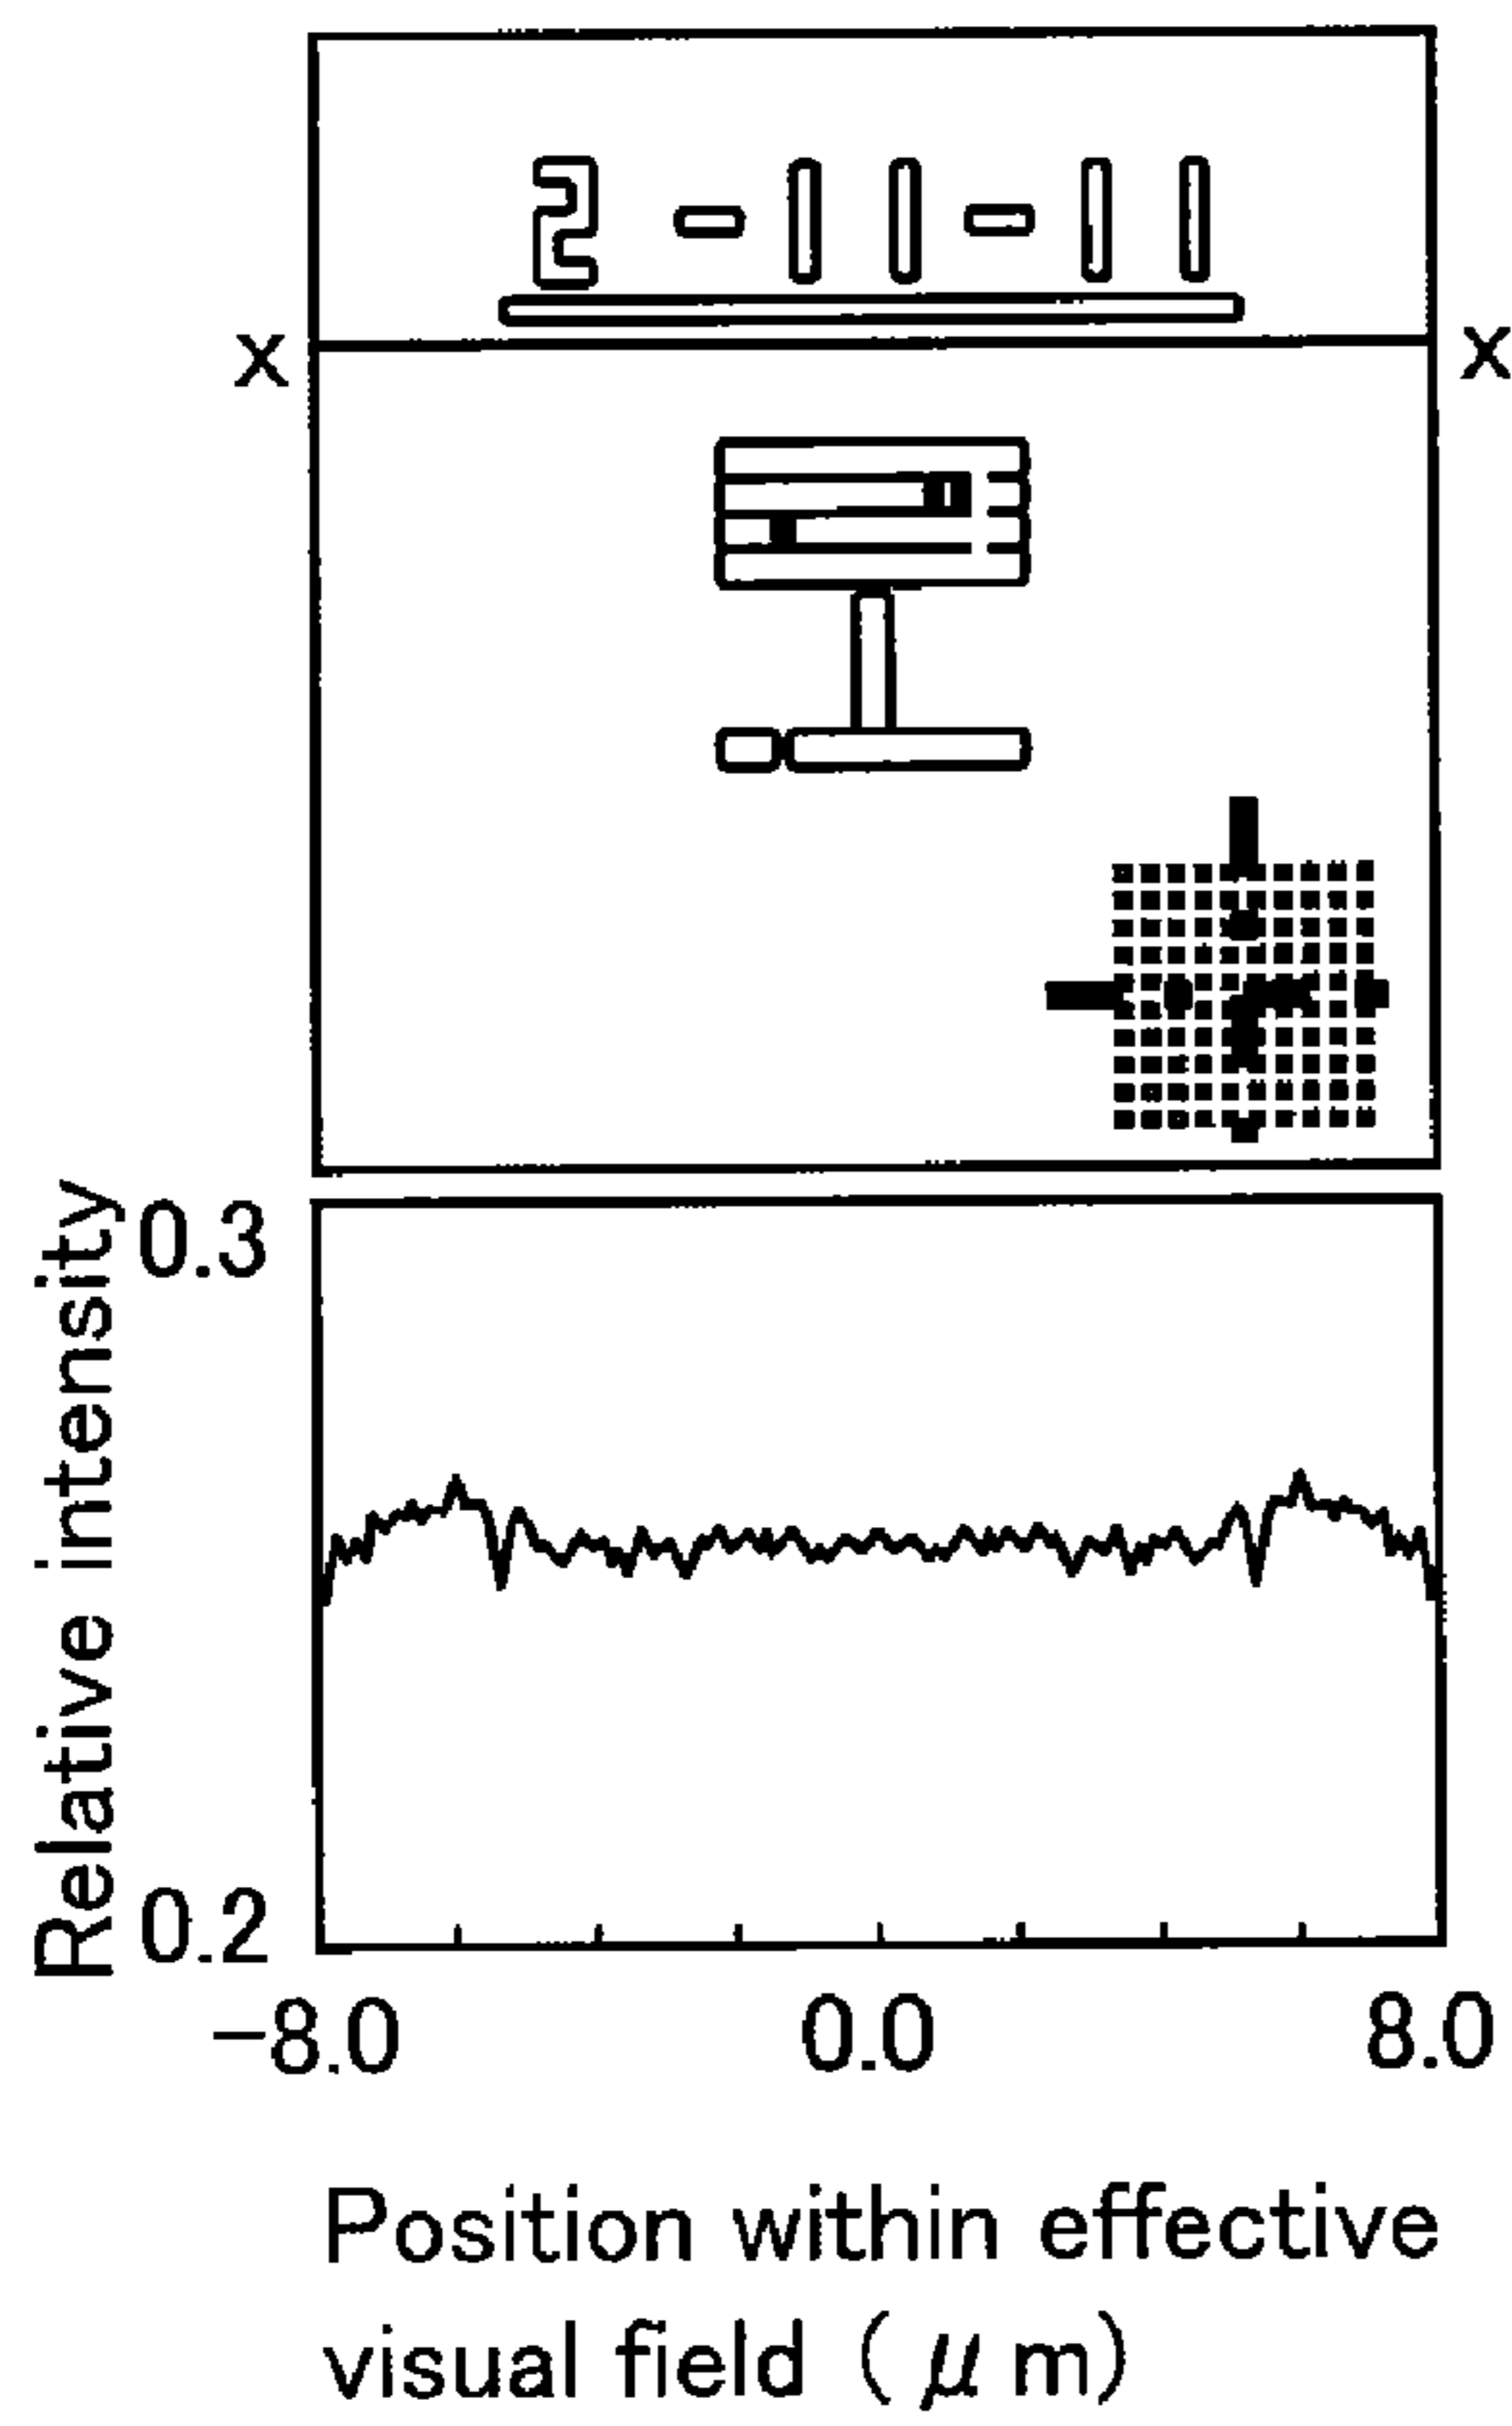 2-11-11
x x
Relative intensity
0.3
0.2
−8.0 0.0 8.0
Position within effective
visual field (μm)